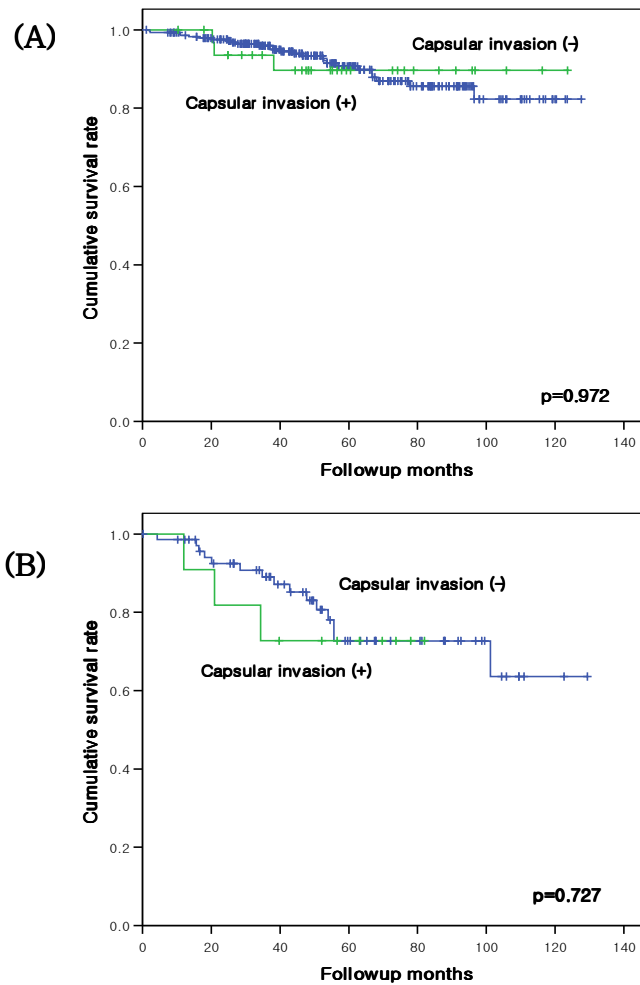 (A)
Cumulative survival rate
1.0
0.8
0.6
0.4
0.2
0.0
Capsular invasion (-)
Capsular invasion (+)
p=0.972
0 20 40 60 80 100 120 140
Followup months
(B)
Cumulative survival rate
1.0
0.8
0.6
0.4
0.2
0.0
Capsular invasion (-)
Capsular invasion (+)
p=0.727
0 20 40 60 80 100 120 140
Followup months